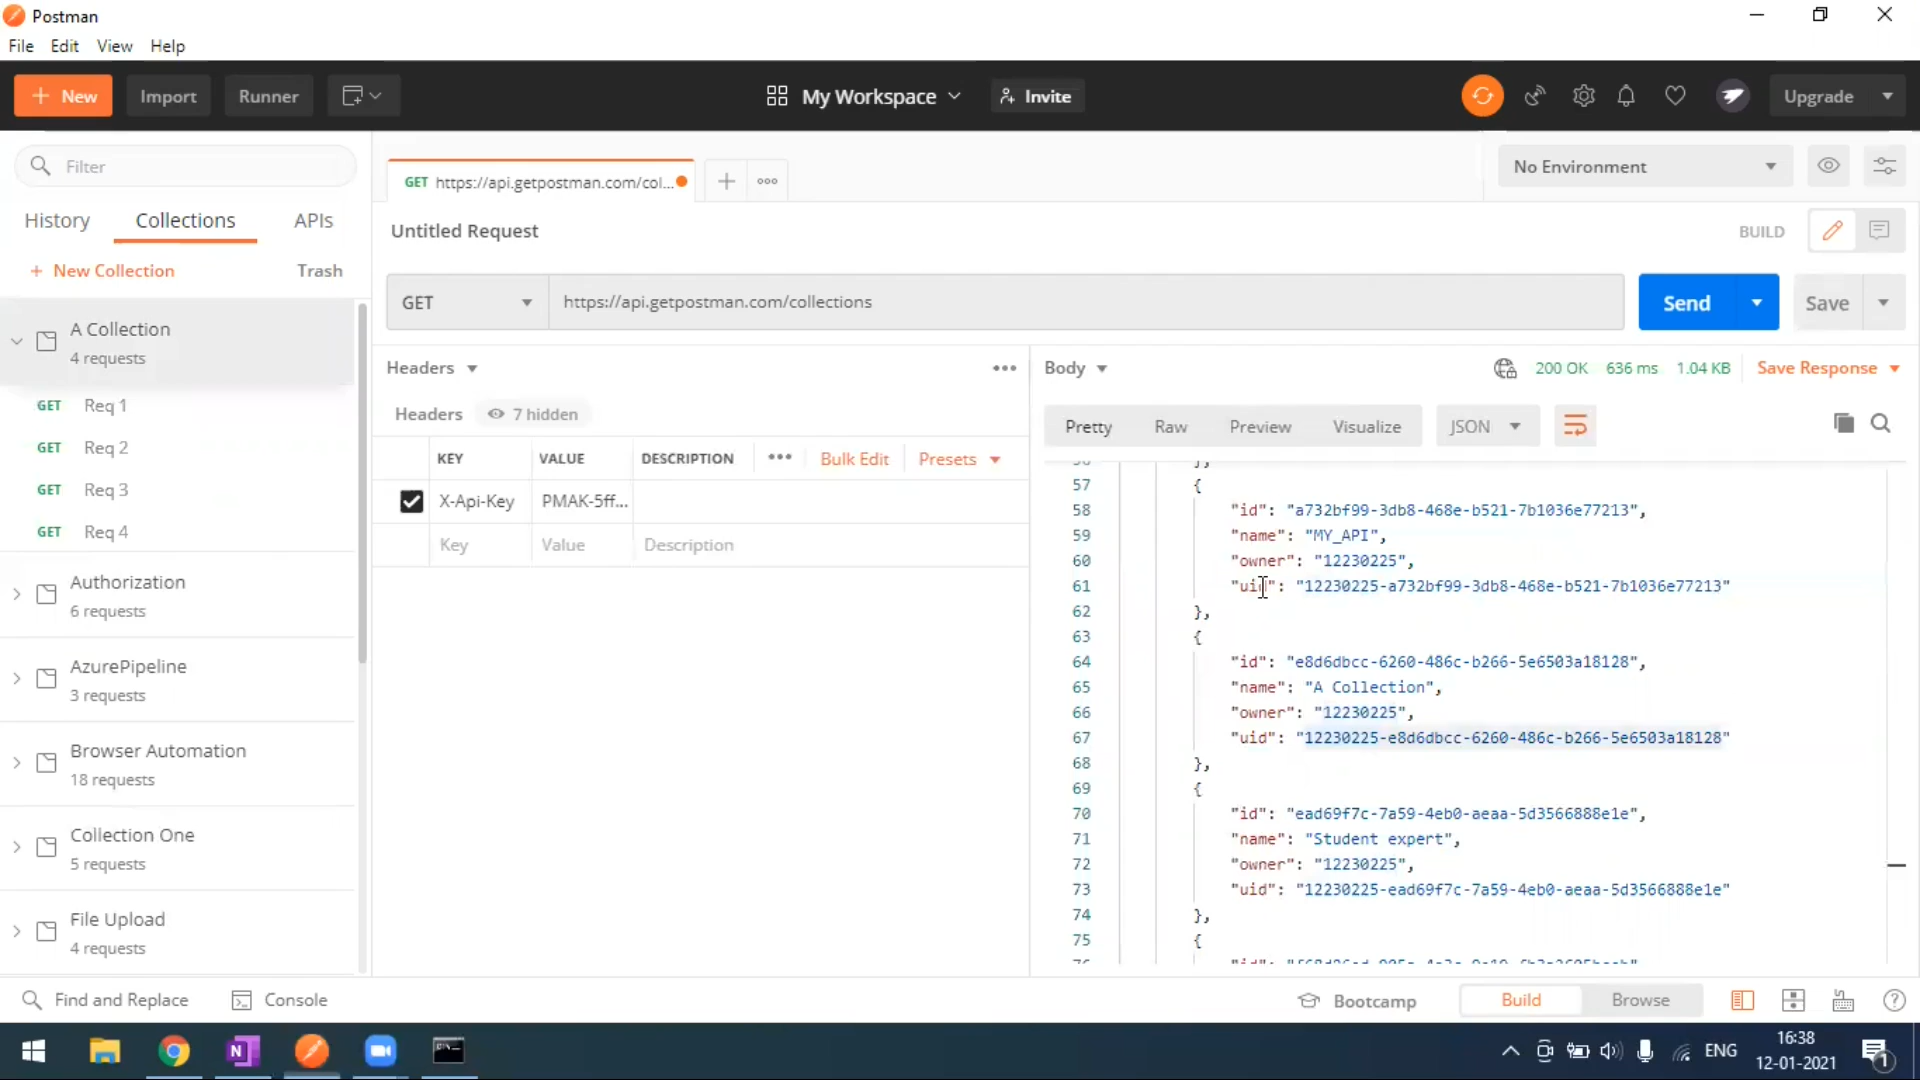 Postman
File Edit View Help
New Import Runner My Workspace Invite Upgrade
Filter
History Collections APIs
+ New Collection Trash
A Collection
4 requests
GET Req 1
GET Req 2
GET Req 3
GET Req 4
Authorization
6 requests
AzurePipeline
3 requests
Browser Automation
18 requests
Collection One
5 requests
File Upload
4 requests
GET https://api.getpostman.com/col...
No Environment
Untitled Request
BUILD
GET https://api.getpostman.com/collections
Send Save
Headers
Headers 7 hidden
KEY VALUE DESCRIPTION ••• Bulk Edit Presets
X-Api-Key PMAK-5ff...
Key Value Description
Body 200 OK 636 ms 1.04 KB Save Response
Pretty Raw Preview Visualize JSON
57 {
58 "id": "a732bf99-3db8-468e-b521-7b1036e77213",
59 "name": "MY_API",
60 "owner": "12230225",
61 "uid": "12230225-a732bf99-3db8-468e-b521-7b1036e77213"
62 },
63 {
64 "id": "e8d6dbcc-6260-486c-b266-5e6503a18128",
65 "name": "A Collection",
66 "owner": "12230225",
67 "uid": "12230225-e8d6dbcc-6260-486c-b266-5e6503a18128"
68 },
69 {
70 "id": "ead69f7c-7a59-4eb0-aeaa-5d3566888e1e",
71 "name": "Student expert",
72 "owner": "12230225",
73 "uid": "12230225-ead69f7c-7a59-4eb0-aeaa-5d3566888e1e"
74 },
75 {
Find and Replace Console Bootcamp Build Browse
ENG 16:38
12-01-2021
1